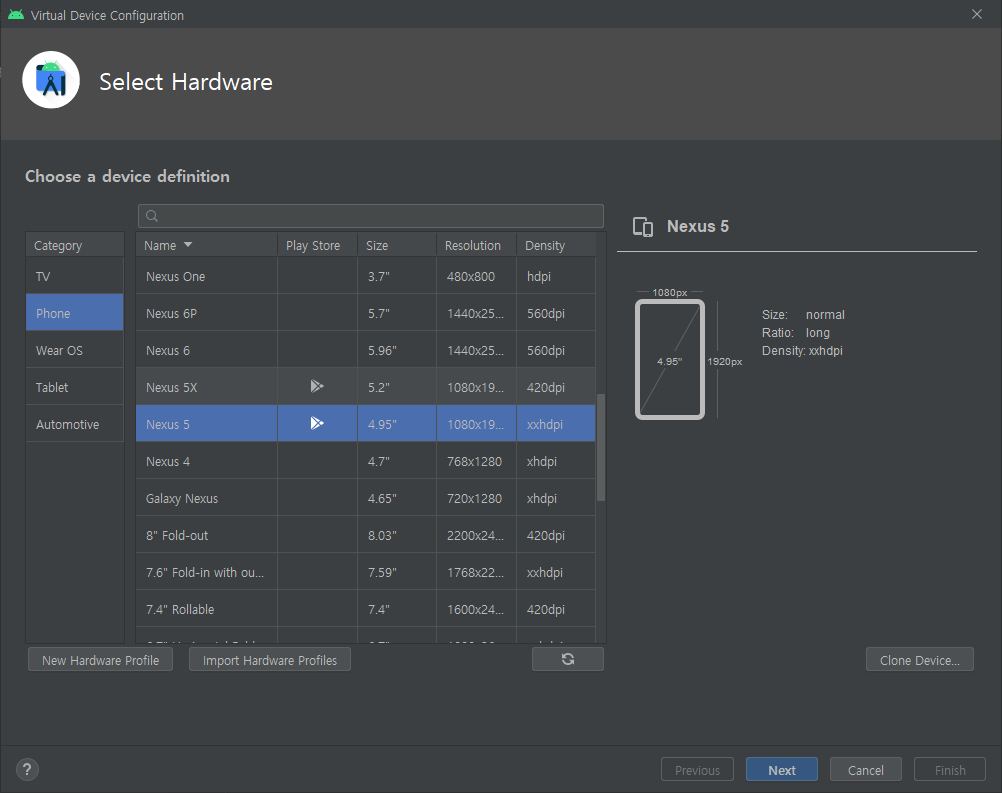 Virtual Device Configuration
Select Hardware
Choose a device definition
Category
TV
Phone
Wear OS
Tablet
Automotive
Name Play Store Size Resolution Density
Nexus One 3.7" 480x800 hdpi
Nexus 6P 5.7" 1440x25... 560dpi
Nexus 6 5.96" 1440x25... 560dpi
Nexus 5X 5.2" 1080x19... 420dpi
Nexus 5 4.95" 1080x19... xxhdpi
Nexus 4 4.7" 768x1280 xhdpi
Galaxy Nexus 4.65" 720x1280 xhdpi
8" Fold-out 8.03" 2200x24... 420dpi
7.6" Fold-in with ou... 7.59" 1768x22... xxhdpi
7.4" Rollable 7.4" 1600x24... 420dpi
Nexus 5
1080px
4.95"
1920px
Size: normal
Ratio: long
Density: xxhdpi
New Hardware Profile
Import Hardware Profiles
Clone Device...
?
Previous
Next
Cancel
Finish